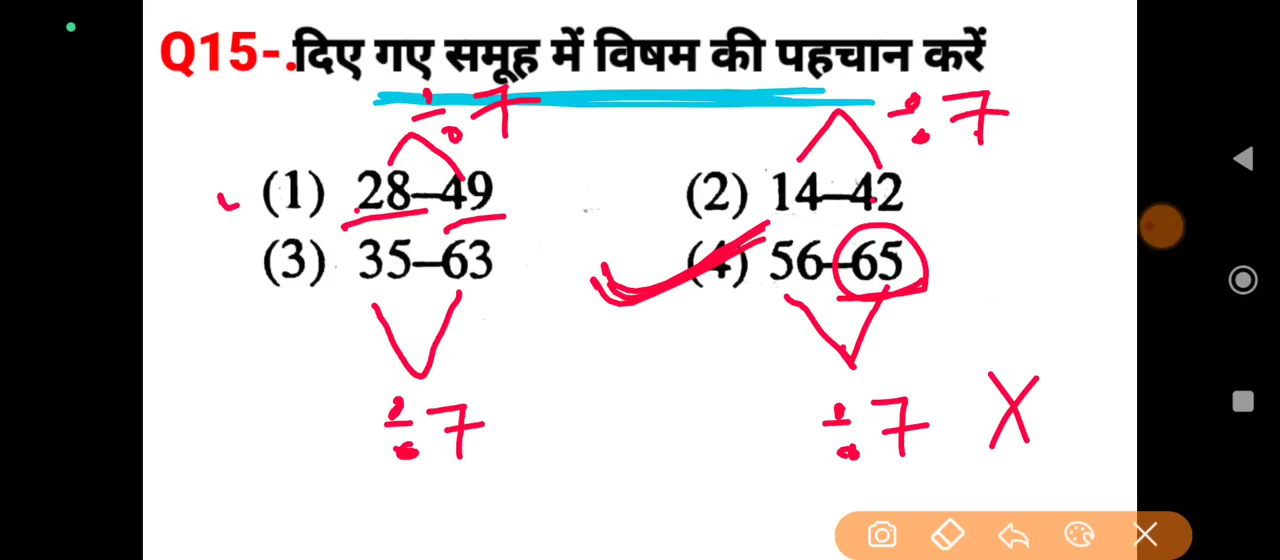 Q15-.दिए गए समूह में विषम की पहचान करें
÷7 ÷7
(1) 28–49 (2) 14–42
(3) 35–63 (4) 56–65
÷7 ÷7 X